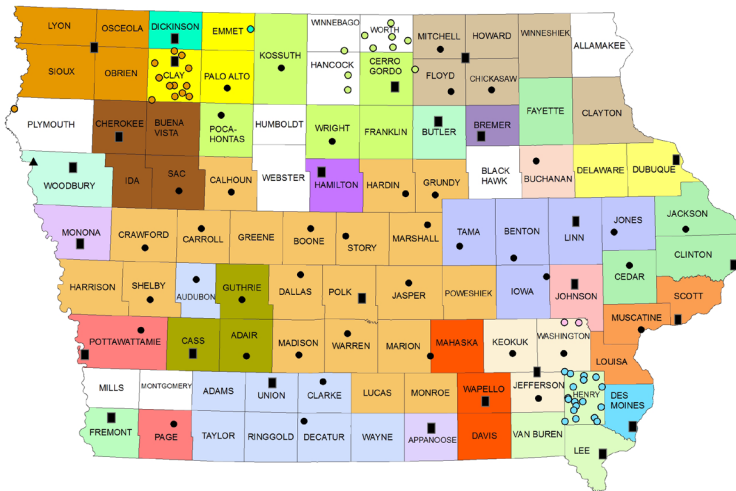 LYON
OSCEOLA
DICKINSON
EMMET
KOSSUTH
WINNEBAGO
WORTH
MITCHELL
HOWARD
WINNESHIEK
ALLAMAKEE
SIOUX
OBRIEN
CLAY
PALO ALTO
HANCOCK
CERRO
GORDO
FLOYD
CHICKASAW
PLYMOUTH
CHEROKEE
BUENA
VISTA
POCA-
HONTAS
HUMBOLDT
WRIGHT
FRANKLIN
BUTLER
BREMER
FAYETTE
CLAYTON
WOODBURY
IDA
SAC
CALHOUN
WEBSTER
HAMILTON
HARDIN
GRUNDY
BLACK
HAWK
BUCHANAN
DELAWARE
DUBUQUE
MONONA
CRAWFORD
CARROLL
GREENE
BOONE
STORY
MARSHALL
TAMA
BENTON
LINN
JONES
JACKSON
CLINTON
HARRISON
SHELBY
AUDUBON
GUTHRIE
DALLAS
POLK
JASPER
POWESHIEK
IOWA
JOHNSON
CEDAR
SCOTT
MUSCATINE
POTTAWATTAMIE
CASS
ADAIR
MADISON
WARREN
MARION
MAHASKA
KEOKUK
WASHINGTON
LOUISA
MILLS
MONTGOMERY
ADAMS
UNION
CLARKE
LUCAS
MONROE
WAPELLO
JEFFERSON
HENRY
DES
MOINES
FREMONT
PAGE
TAYLOR
RINGGOLD
DECATUR
WAYNE
APPANOOSE
DAVIS
VAN BUREN
LEE